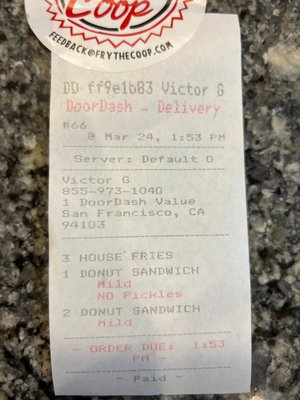 Coop
FEEDBACK@FRYTHECOOP.COM
DD ff9e1b83 Victor G
DoorDash - Delivery
#66
@ Mar 24, 1:53 PM
Server: Default 0
Victor G
855-973-1040
1 DoorDash Value
San Francisco, CA
94103
3 HOUSE FRIES
1 DONUT SANDWICH
Mild
NO Pickles
2 DONUT SANDWICH
Mild
- ORDER DUE: 1:53
PM -
- Paid -